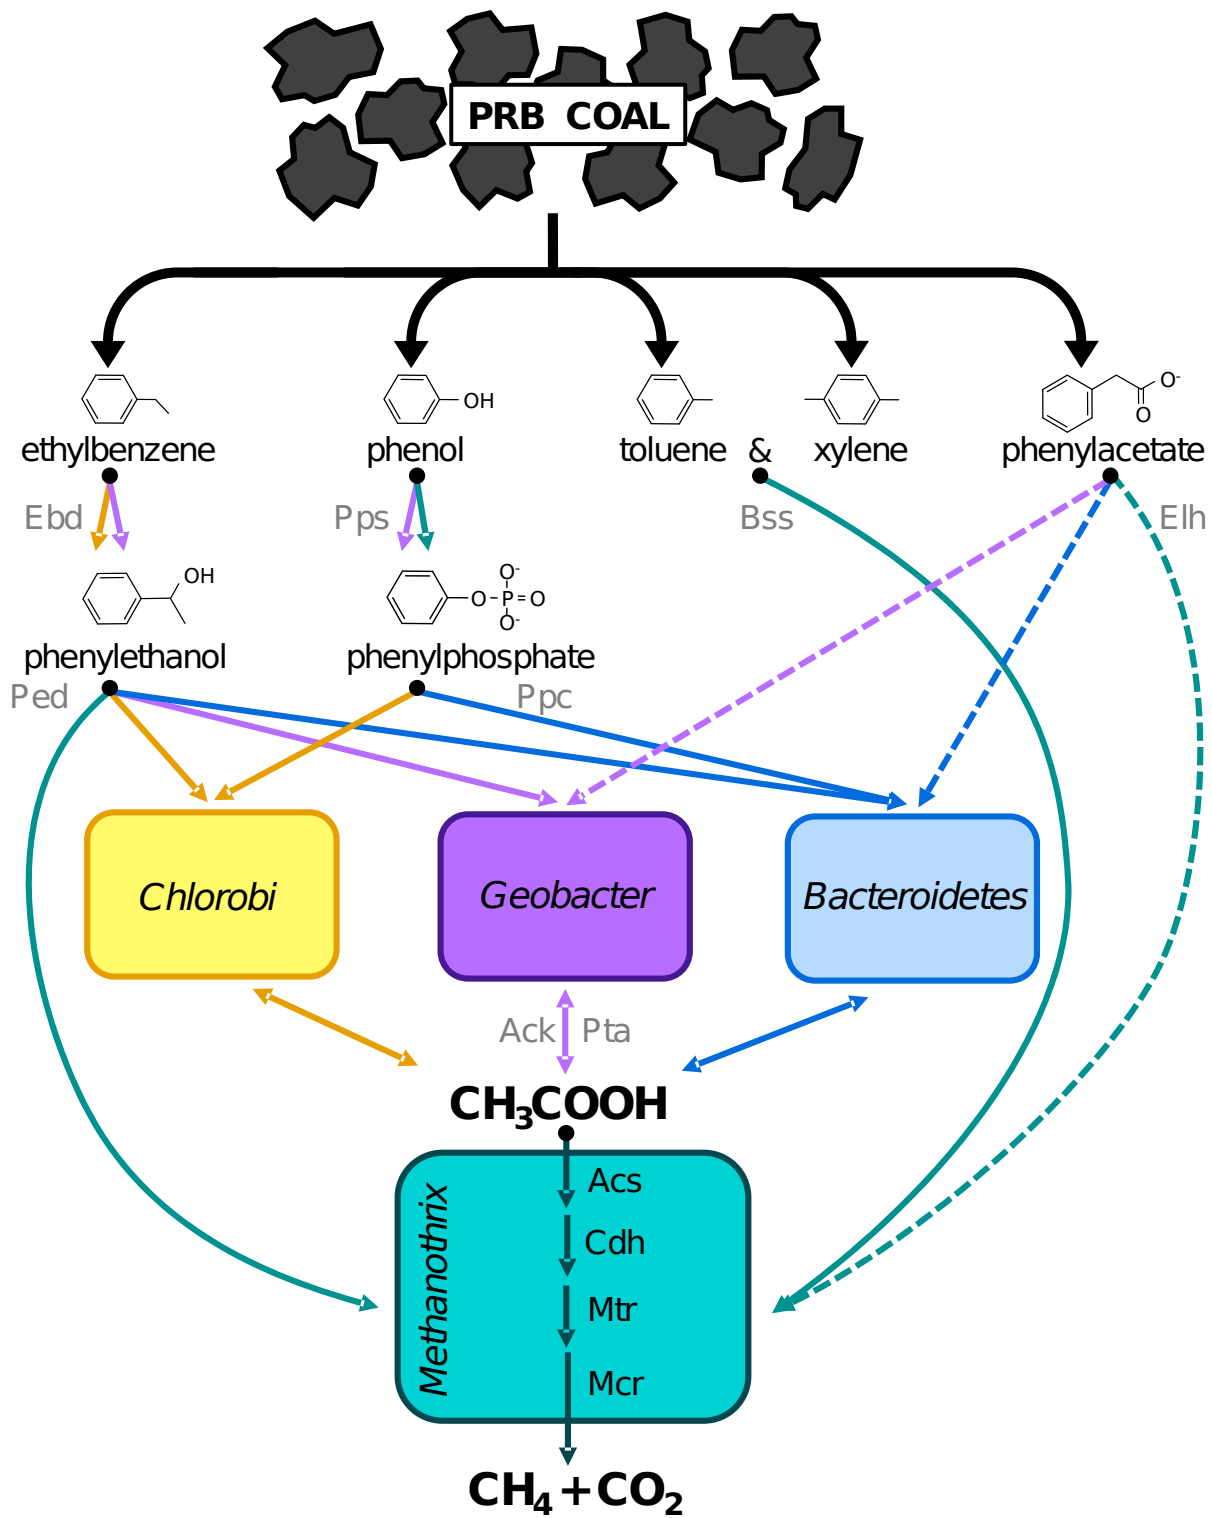 PRB COAL
OH
O-
O
ethylbenzene
phenol
toluene & xylene
phenylacetate
Ebd
Pps
Bss
Elh
OH
O-
O-P=O
O-
phenylethanol
phenylphosphate
Ped
Ppc
Chlorobi
Geobacter
Bacteroidetes
Ack Pta
CH₃COOH
Methanothrix
Acs
Cdh
Mtr
Mcr
CH₄+CO₂